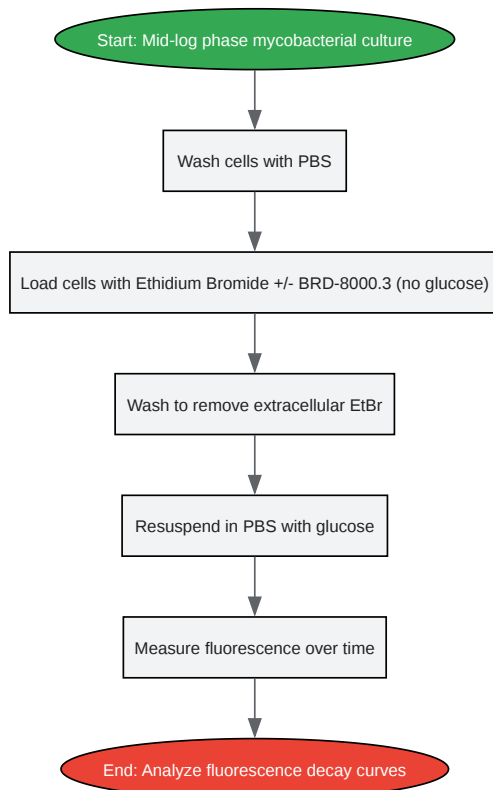 Start: Mid-log phase mycobacterial culture
Wash cells with PBS
Load cells with Ethidium Bromide +/- BRD-8000.3 (no glucose)
Wash to remove extracellular EtBr
Resuspend in PBS with glucose
Measure fluorescence over time
End: Analyze fluorescence decay curves